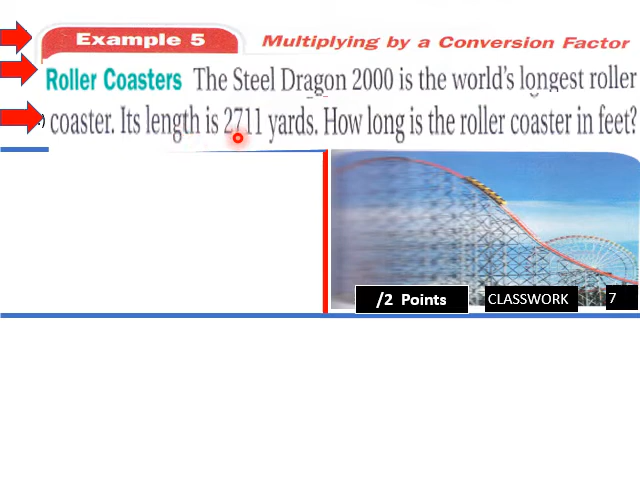 Example 5 Multiplying by a Conversion Factor
Roller Coasters The Steel Dragon 2000 is the world's longest roller
coaster. Its length is 2711 yards. How long is the roller coaster in feet?
/2 Points CLASSWORK 7